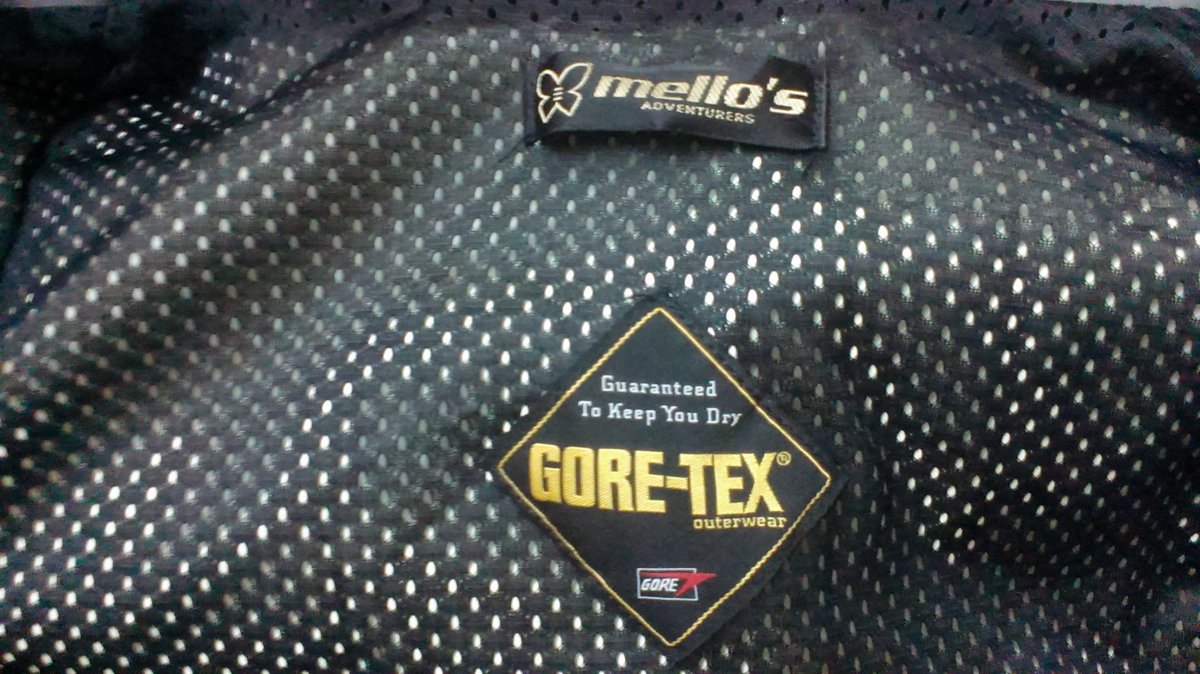 mello's
ADVENTURERS
Guaranteed
To Keep You Dry
GORE-TEX®
outerwear
GORE